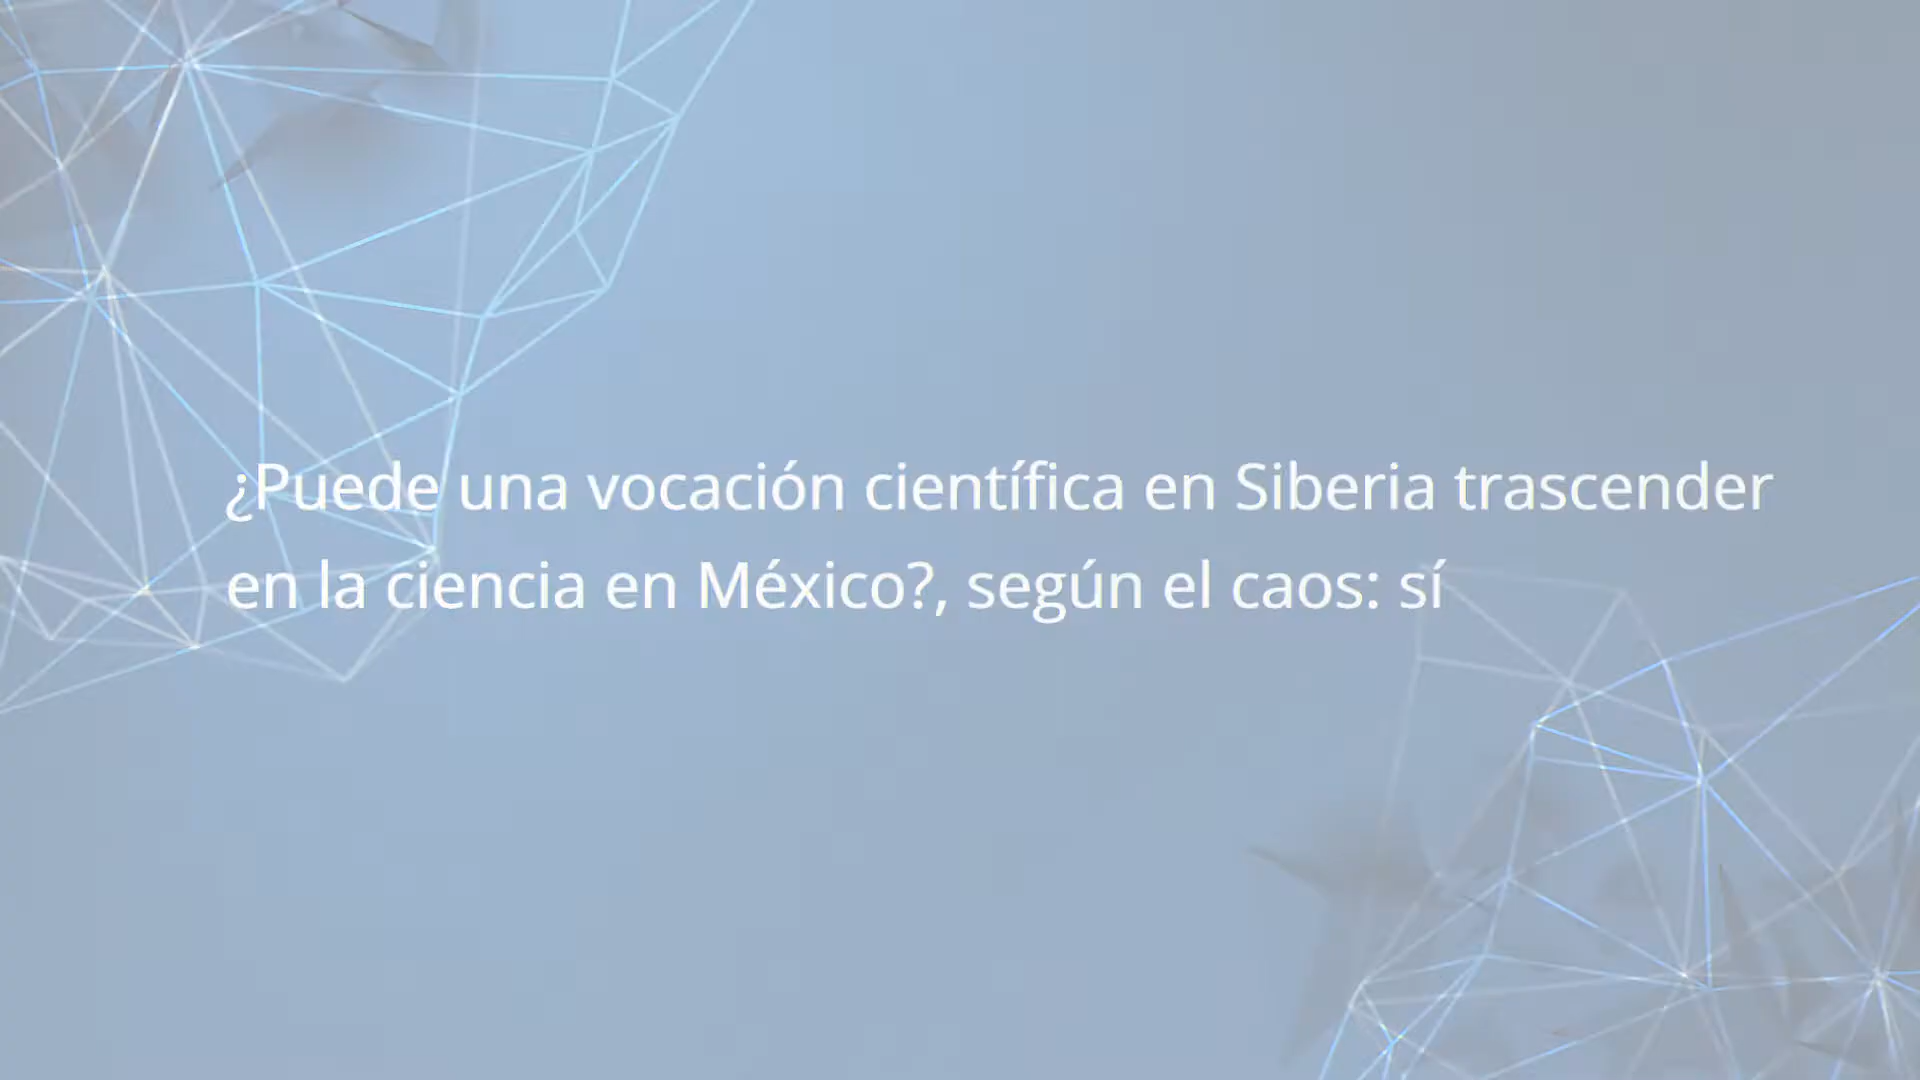 ¿Puede una vocación científica en Siberia trascender
en la ciencia en México?, según el caos: sí